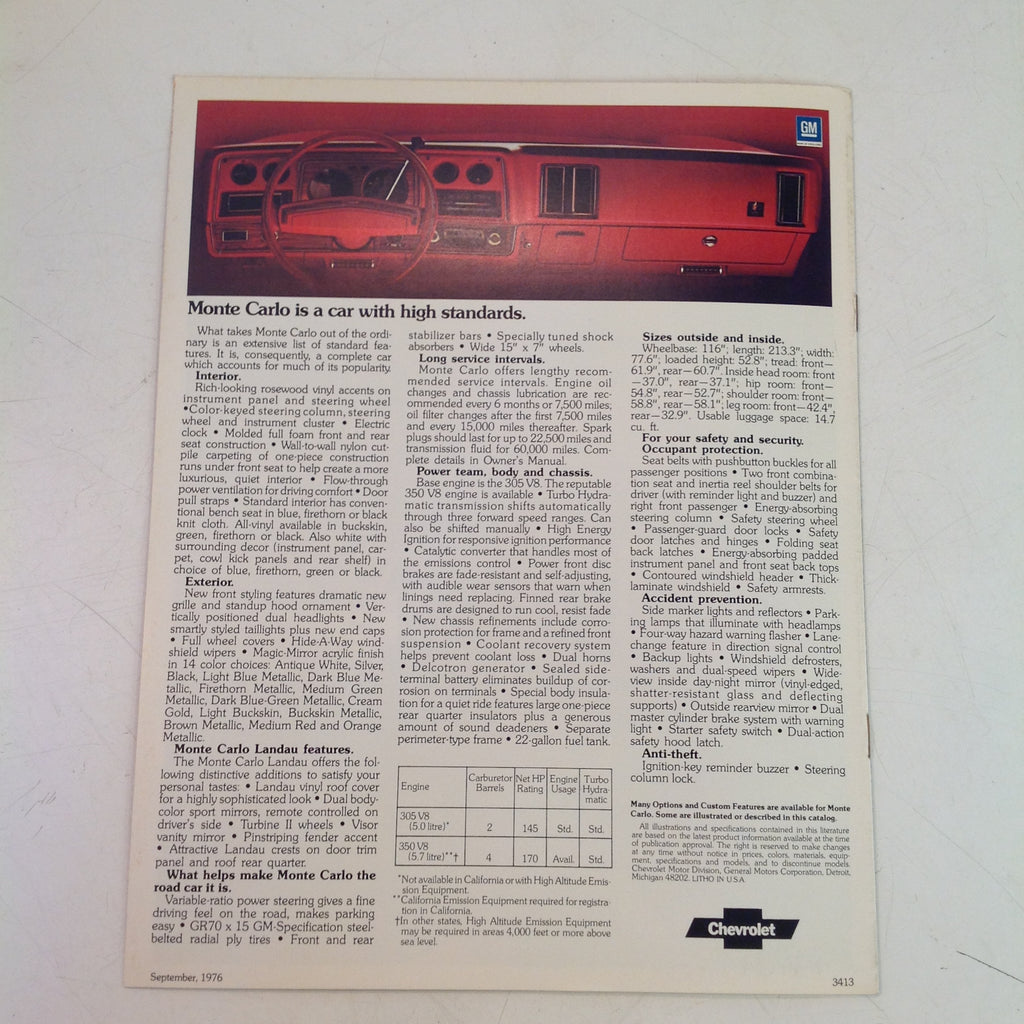 GM
Monte Carlo is a car with high standards.
What takes Monte Carlo out of the ordi-
nary is an extensive list of standard fea-
tures. It is, consequently, a complete car
which accounts for much of its popularity.
Interior.
Rich-looking rosewood vinyl accents on
instrument panel and steering wheel
•Color-keyed steering column, steering
wheel and instrument cluster • Electric
clock • Molded full foam front and rear
seat construction • Wall-to-wall nylon cut-
pile carpeting of one-piece construction
runs under front seat to help create a more
luxurious, quiet interior • Flow-through
power ventilation for driving comfort • Door
pull straps • Standard interior has conven-
tional bench seat in blue, firethorn or black
knit cloth. All-vinyl available in buckskin,
green, firethorn or black. Also white with
surrounding decor (instrument panel, car-
pet, cowl kick panels and rear shelf) in
choice of blue, firethorn, green or black.
Exterior.
New front styling features dramatic new
grille and standup hood ornament • Ver-
tically positioned dual headlights • New
smartly styled taillights plus new end caps
• Full wheel covers • Hide-A-Way wind-
shield wipers • Magic-Mirror acrylic finish
in 14 color choices: Antique White, Silver,
Black, Light Blue Metallic, Dark Blue Me-
tallic, Firethorn Metallic, Medium Green
Metallic, Dark Blue-Green Metallic, Cream
Gold, Light Buckskin, Buckskin Metallic,
Brown Metallic, Medium Red and Orange
Metallic.
Monte Carlo Landau features.
The Monte Carlo Landau offers the fol-
lowing distinctive additions to satisfy your
personal tastes: • Landau vinyl roof cover
for a highly sophisticated look • Dual body-
color sport mirrors, remote controlled on
driver's side • Turbine II wheels • Visor
vanity mirror • Pinstriping fender accent
• Attractive Landau crests on door trim
panel and roof rear quarter.
What helps make Monte Carlo the
road car it is.
Variable-ratio power steering gives a fine
driving feel on the road, makes parking
easy • GR70 x 15 GM-Specification steel-
belted radial ply tires • Front and rear
stabilizer bars • Specially tuned shock
absorbers • Wide 15" x 7" wheels.
Long service intervals.
Monte Carlo offers lengthy recom-
mended service intervals. Engine oil
changes and chassis lubrication are rec-
ommended every 6 months or 7,500 miles;
oil filter changes after the first 7,500 miles
and every 15,000 miles thereafter. Spark
plugs should last for up to 22,500 miles and
transmission fluid for 60,000 miles. Com-
plete details in Owner's Manual.
Power team, body and chassis.
Base engine is the 305 V8. The reputable
350 V8 engine is available • Turbo Hydra-
matic transmission shifts automatically
through three forward speed ranges. Can
also be shifted manually • High Energy
Ignition for responsive ignition performance
• Catalytic converter that handles most of
the emissions control • Power front disc
brakes are fade-resistant and self-adjusting,
with audible wear sensors that warn when
linings need replacing. Finned rear brake
drums are designed to run cool, resist fade
• New chassis refinements include corro-
sion protection for frame and a refined front
suspension • Coolant recovery system
helps prevent coolant loss • Dual horns
• Delcotron generator • Sealed side-
terminal battery eliminates buildup of cor-
rosion on terminals • Special body insula-
tion for a quiet ride features large one-piece
rear quarter insulators plus a generous
amount of sound deadeners • Separate
perimeter-type frame • 22-gallon fuel tank.
Engine Carburetor Barrels Net HP Rating Engine Usage Turbo Hydra-matic
305 V8 (5.0 litre)* 2 145 Std. Std.
350 V8 (5.7 litre)**† 4 170 Avail. Std.
*Not available in California or with High Altitude Emis-
sion Equipment.
**California Emission Equipment required for registra-
tion in California.
†In other states, High Altitude Emission Equipment
may be required in areas 4,000 feet or more above
sea level.
Sizes outside and inside.
Wheelbase: 116"; length: 213.3"; width:
77.6"; loaded height: 52.8"; tread: front—
61.9", rear—60.7". Inside head room: front
—37.0", rear—37.1"; hip room: front—
54.8", rear—52.7"; shoulder room: front—
58.8", rear—58.1"; leg room: front—42.4",
rear—32.9". Usable luggage space: 14.7
cu. ft.
For your safety and security.
Occupant protection.
Seat belts with pushbutton buckles for all
passenger positions • Two front combina-
tion seat and inertia reel shoulder belts for
driver (with reminder light and buzzer) and
right front passenger • Energy-absorbing
steering column • Safety steering wheel
• Passenger-guard door locks • Safety
door latches and hinges • Folding seat
back latches • Energy-absorbing padded
instrument panel and front seat back tops
• Contoured windshield header • Thick-
laminate windshield • Safety armrests.
Accident prevention.
Side marker lights and reflectors • Park-
ing lamps that illuminate with headlamps
• Four-way hazard warning flasher • Lane-
change feature in direction signal control
• Backup lights • Windshield defrosters,
washers and dual-speed wipers • Wide-
view inside day-night mirror (vinyl-edged,
shatter-resistant glass and deflecting
supports) • Outside rearview mirror • Dual
master cylinder brake system with warning
light • Starter safety switch • Dual-action
safety hood latch.
Anti-theft.
Ignition-key reminder buzzer • Steering
column lock.
Many Options and Custom Features are available for Monte
Carlo. Some are illustrated or described in this catalog.
All illustrations and specifications contained in this literature
are based on the latest product information available at the time
of publication approval. The right is reserved to make changes
at any time without notice in prices, colors, materials, equip-
ment, specifications and models, and to discontinue models.
Chevrolet Motor Division, General Motors Corporation, Detroit,
Michigan 48202. LITHO IN U.S.A.
Chevrolet
September, 1976
3413